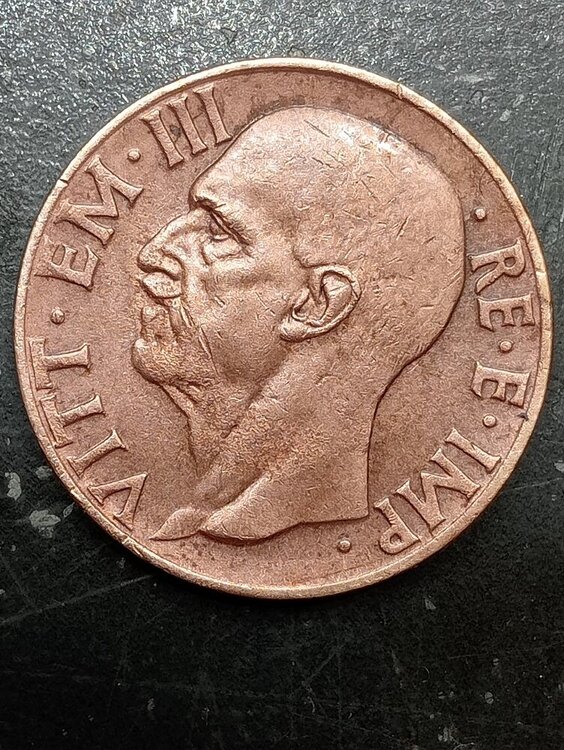 VITT · EM · III
· RE · E · IMP ·